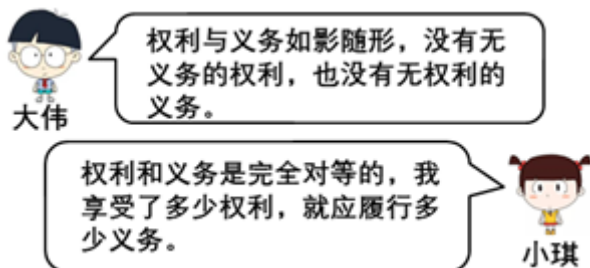 权利与义务如影随形，没有无
义务的权利，也没有无权利的
义务。
大伟
权利和义务是完全对等的，我
享受了多少权利，就应履行多
少义务。
小琪